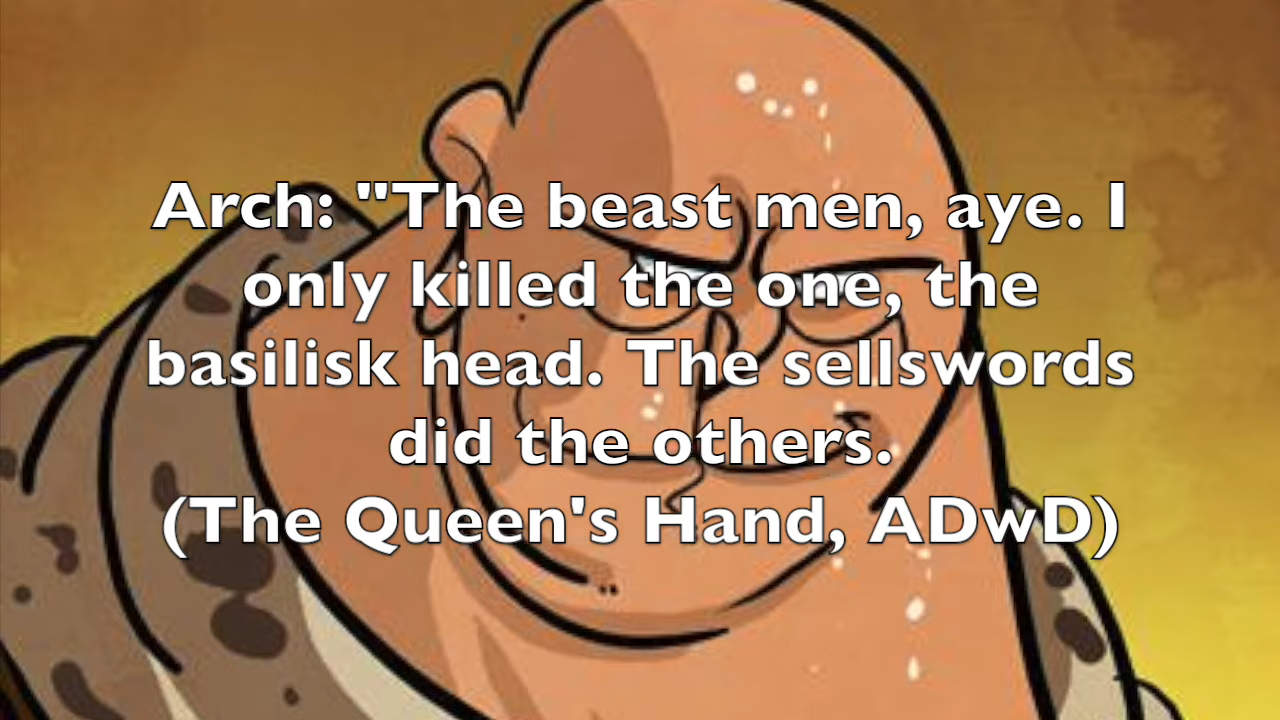 Arch: "The beast men, aye. I
only killed the one, the
basilisk head. The sellswords
did the others.
(The Queen's Hand, ADwD)